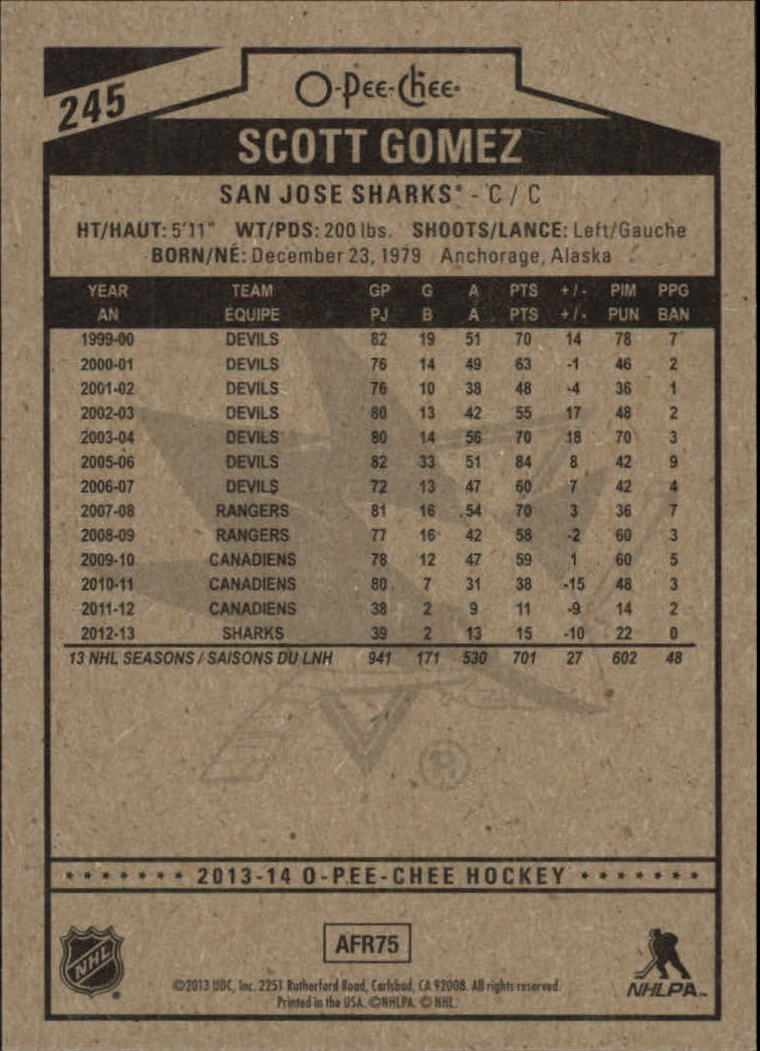 245
O-Pee-Chee
SCOTT GOMEZ
SAN JOSE SHARKS® - C / C
HT/HAUT: 5'11" WT/PDS: 200 lbs. SHOOTS/LANCE: Left/Gauche
BORN/NÉ: December 23, 1979 Anchorage, Alaska
YEAR TEAM GP G A PTS +/- PIM PPG
AN ÉQUIPE PJ B A PTS +/- PUN BAN
1999-00 DEVILS 82 19 51 70 14 78 7
2000-01 DEVILS 76 14 49 63 -1 46 2
2001-02 DEVILS 76 10 38 48 -4 36 1
2002-03 DEVILS 80 13 42 55 17 48 2
2003-04 DEVILS 80 14 56 70 18 70 3
2005-06 DEVILS 82 33 51 84 8 42 9
2006-07 DEVILS 72 13 47 60 7 42 4
2007-08 RANGERS 81 16 54 70 3 36 7
2008-09 RANGERS 77 16 42 58 -2 60 3
2009-10 CANADIENS 78 12 47 59 1 60 5
2010-11 CANADIENS 80 7 31 38 -15 48 3
2011-12 CANADIENS 38 2 9 11 -9 14 2
2012-13 SHARKS 39 2 13 15 -10 22 0
13 NHL SEASONS / SAISONS DU LNH 941 171 530 701 27 602 48
®
2013-14 O-PEE-CHEE HOCKEY
AFR75
NHL
NHLPA™
©2013 UDC, Inc. 2251 Rutherford Road, Carlsbad, CA 92008. All rights reserved.
Printed in the USA. ©NHLPA. © NHL.